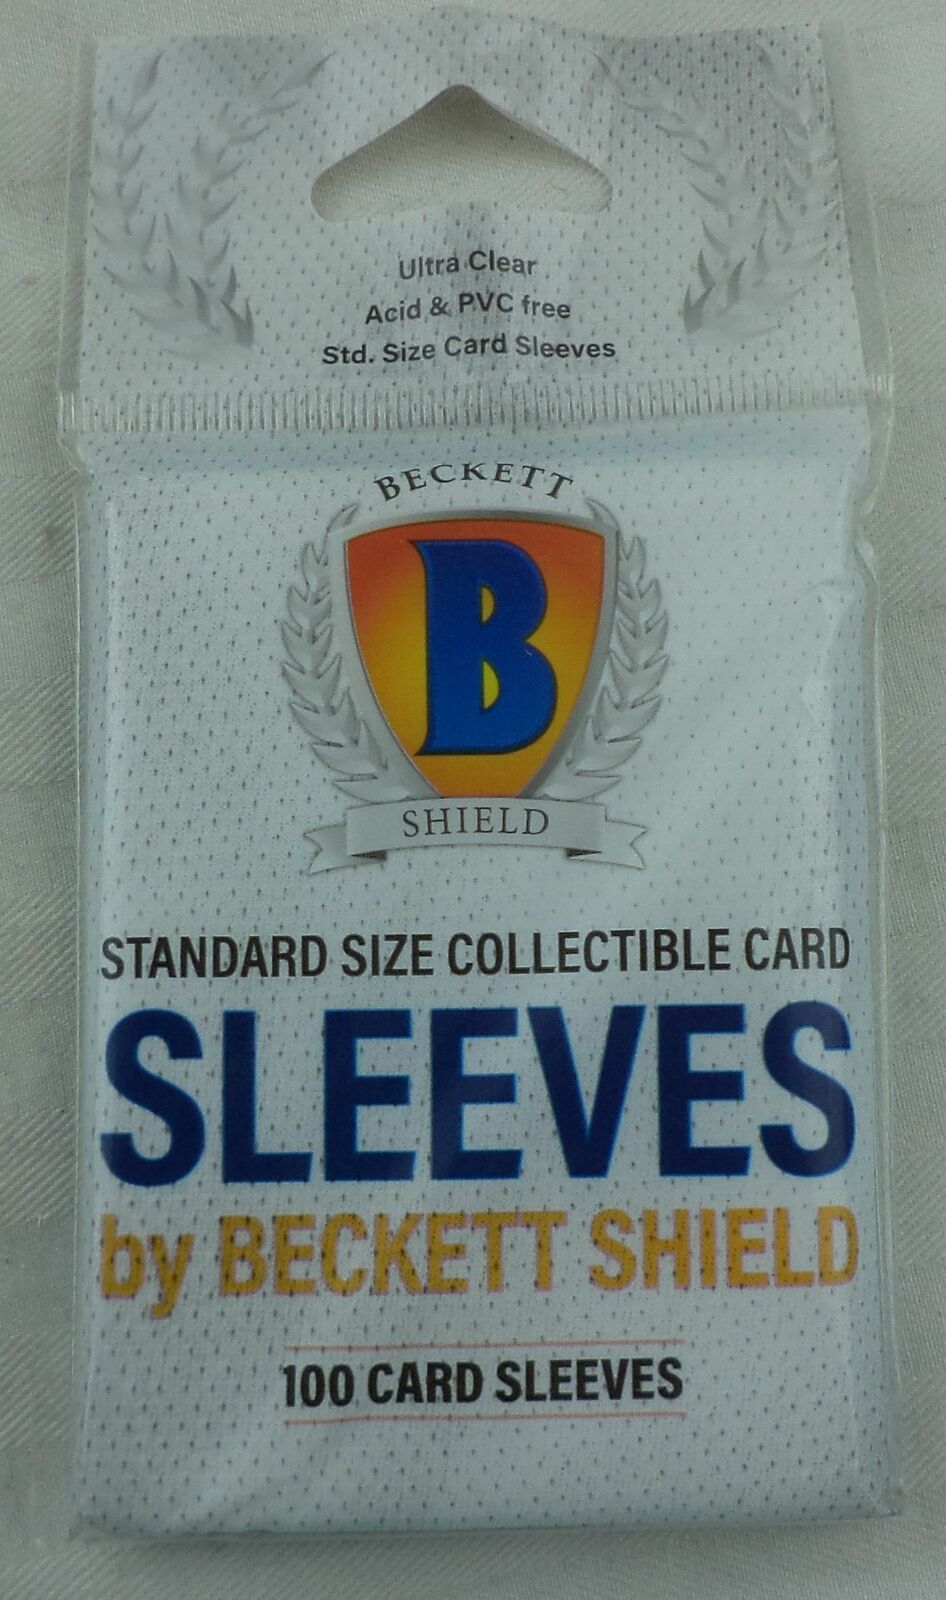 Ultra Clear
Acid & PVC free
Std. Size Card Sleeves
BECKETT
B
SHIELD
STANDARD SIZE COLLECTIBLE CARD
SLEEVES
by BECKETT SHIELD
100 CARD SLEEVES